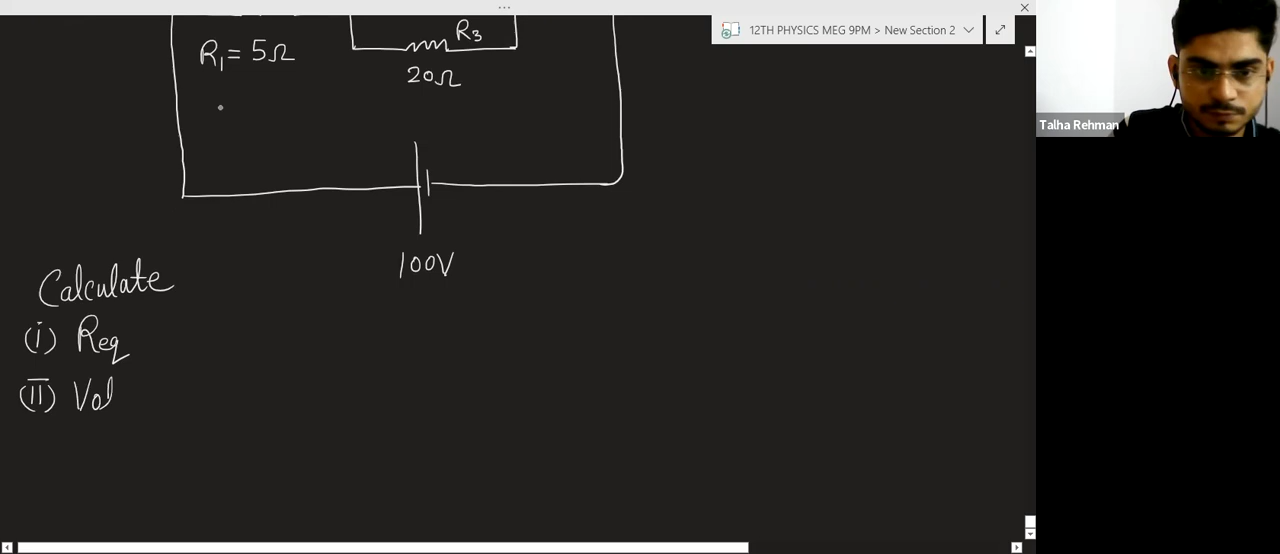 12TH PHYSICS MEG 9PM > New Section 2
R₃
R₁ = 5Ω
20Ω
Talha Rehman
100V
Calculate
(i) Req
(II) Vol